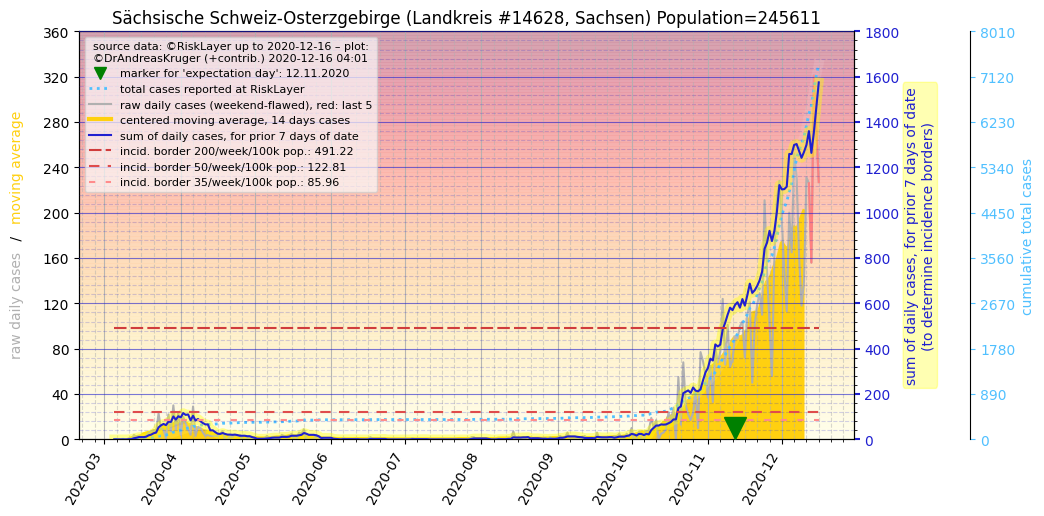 Sächsische Schweiz-Osterzgebirge (Landkreis #14628, Sachsen) Population=245611
source data: ©RiskLayer up to 2020-12-16 – plot:
©DrAndreasKruger (+contrib.) 2020-12-16 04:01
marker for 'expectation day': 12.11.2020
total cases reported at RiskLayer
raw daily cases (weekend-flawed), red: last 5
centered moving average, 14 days cases
sum of daily cases, for prior 7 days of date
incid. border 200/week/100k pop.: 491.22
incid. border 50/week/100k pop.: 122.81
incid. border 35/week/100k pop.: 85.96
raw daily cases / moving average
360
320
280
240
200
160
120
80
40
0
2020-03
2020-04
2020-05
2020-06
2020-07
2020-08
2020-09
2020-10
2020-11
2020-12
1800
1600
1400
1200
1000
800
600
400
200
0
sum of daily cases, for prior 7 days of date
(to determine incidence borders)
8010
7120
6230
5340
4450
3560
2670
1780
890
0
cumulative total cases